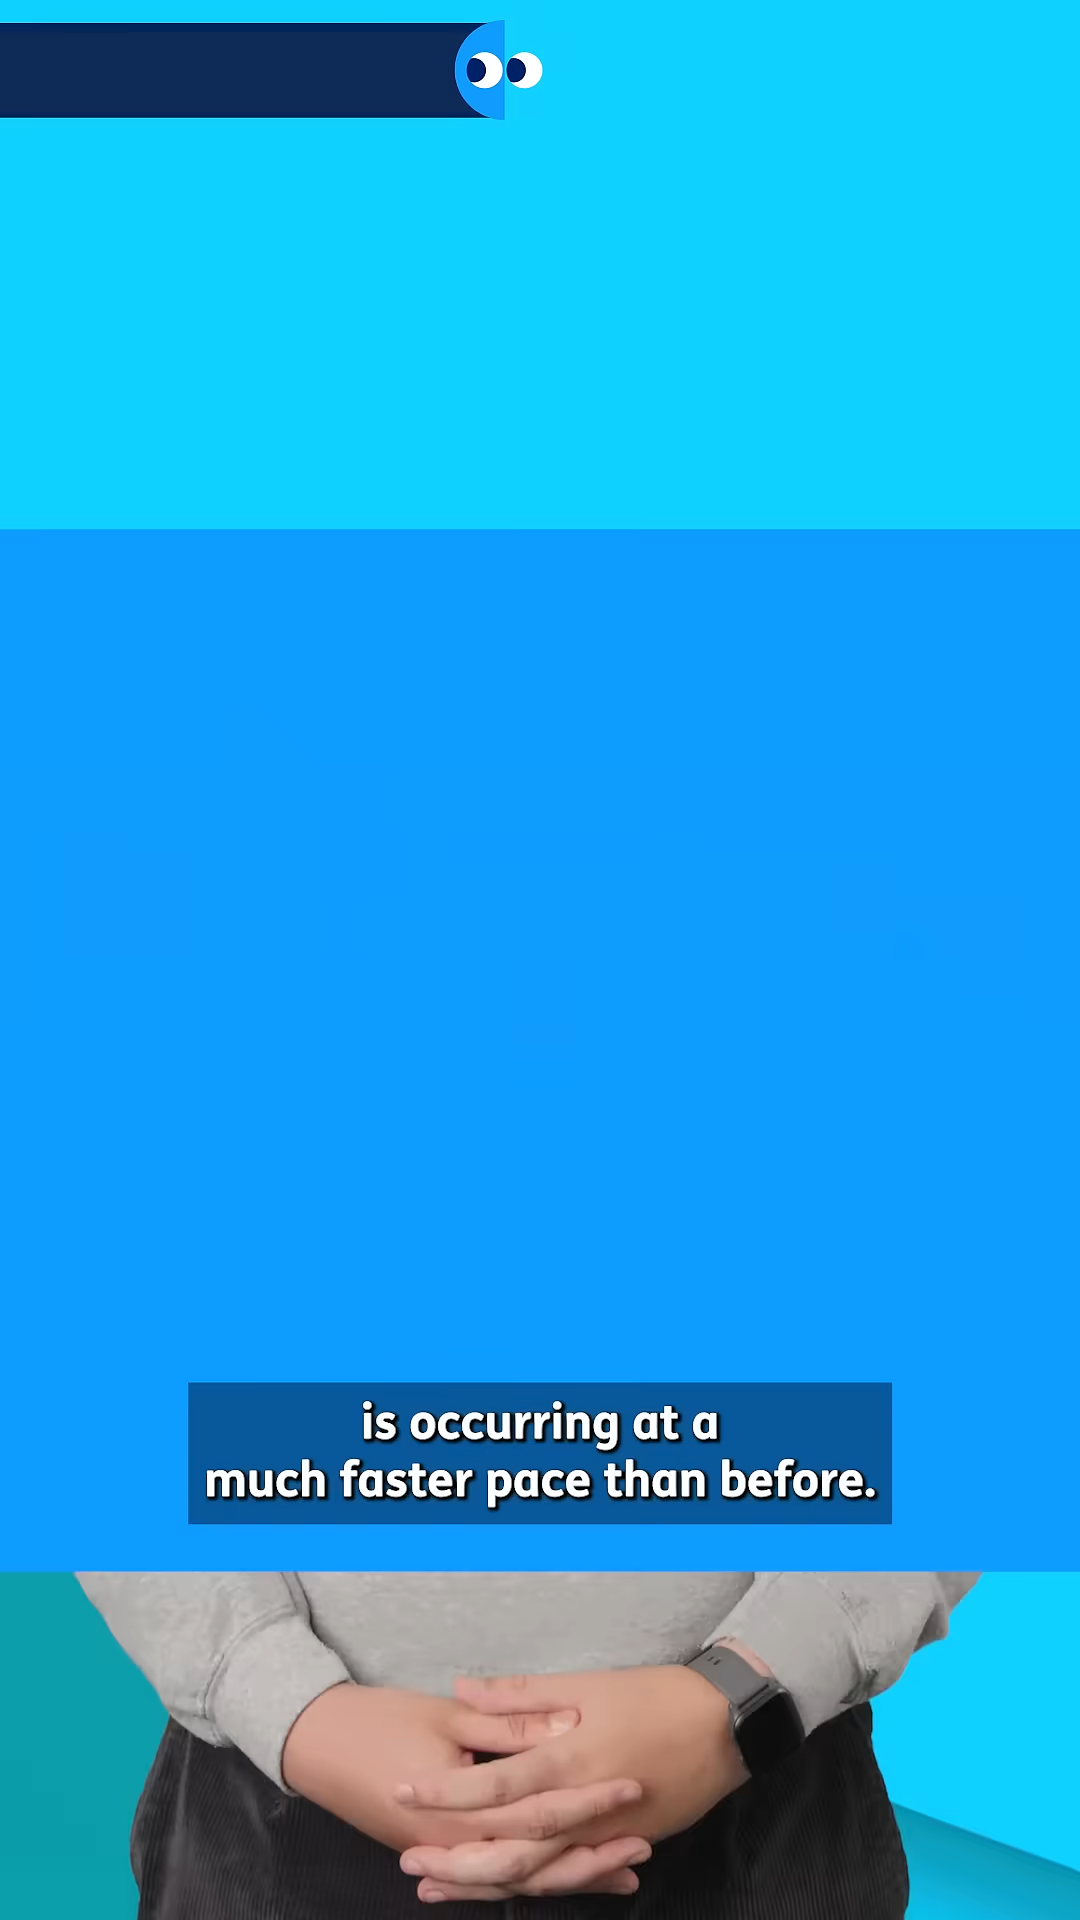 is occurring at a
much faster pace than before.